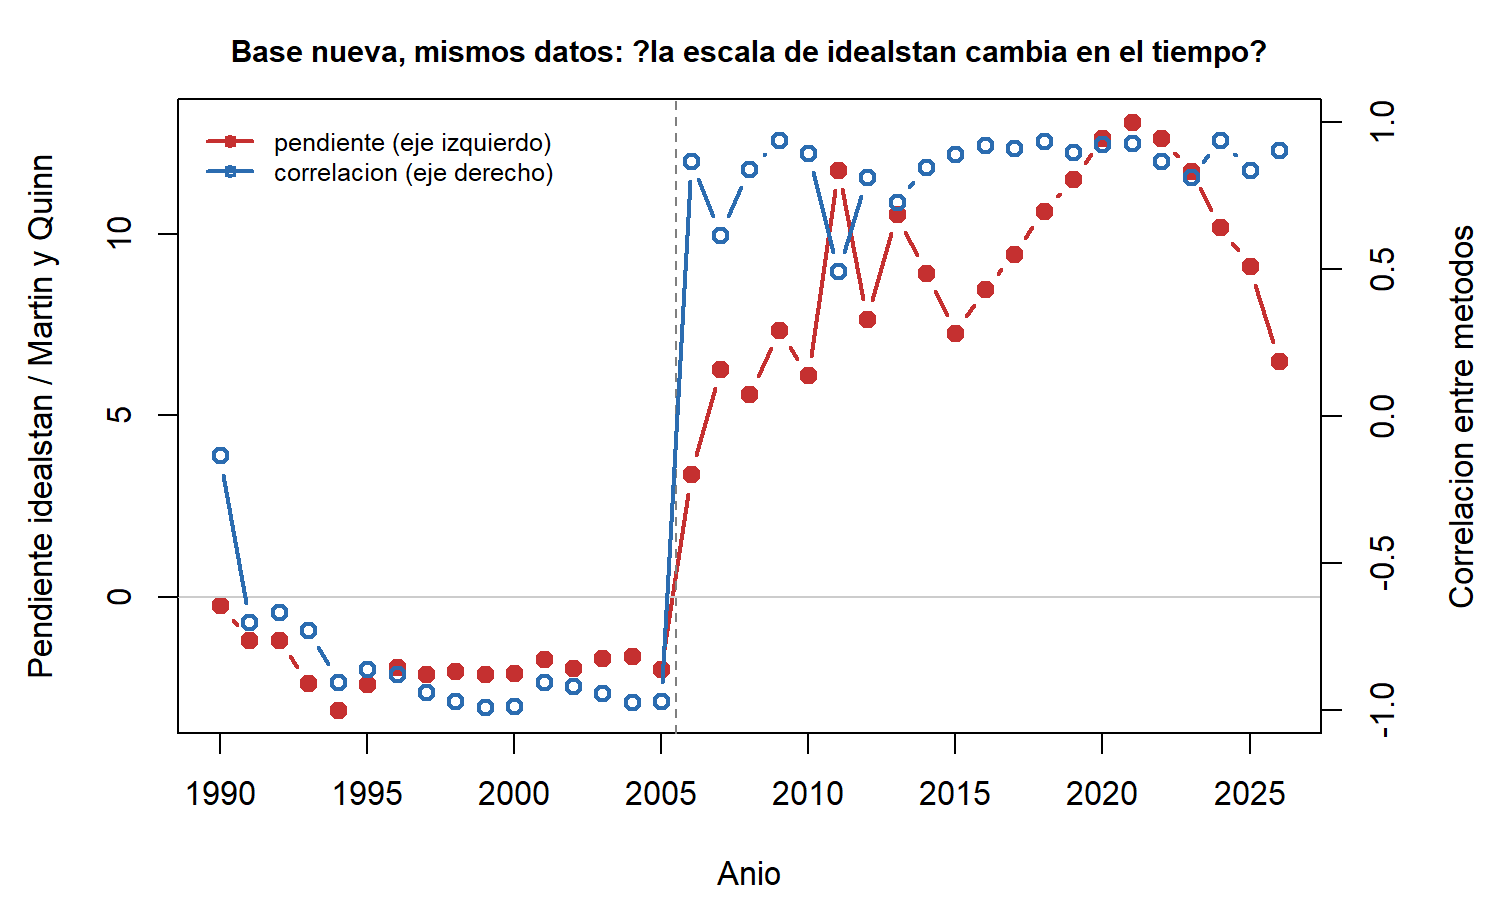 Base nueva, mismos datos: ?la escala de idealstan cambia en el tiempo?
pendiente (eje izquierdo)
correlacion (eje derecho)
Pendiente idealstan / Martin y Quinn
10
5
0
1.0
0.5
0.0
-0.5
-1.0
Correlacion entre metodos
1990 1995 2000 2005 2010 2015 2020 2025
Anio